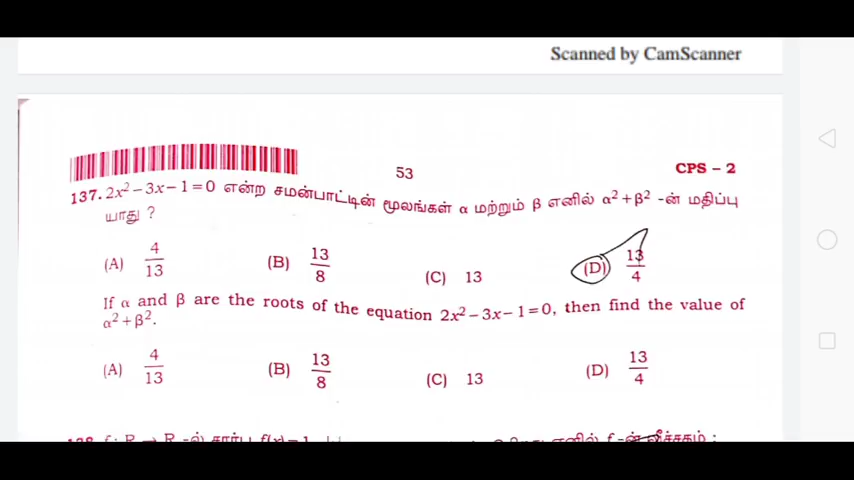 Scanned by CamScanner
53
CPS – 2
137. 2x² – 3x – 1 = 0 என்ற சமன்பாட்டின் மூலங்கள் α மற்றும் β எனில் α² + β² -ன் மதிப்பு
யாது ?
(A) 4/13 (B) 13/8 (C) 13 (D) 13/4
If α and β are the roots of the equation 2x² – 3x – 1 = 0, then find the value of
α² + β².
(A) 4/13 (B) 13/8 (C) 13 (D) 13/4